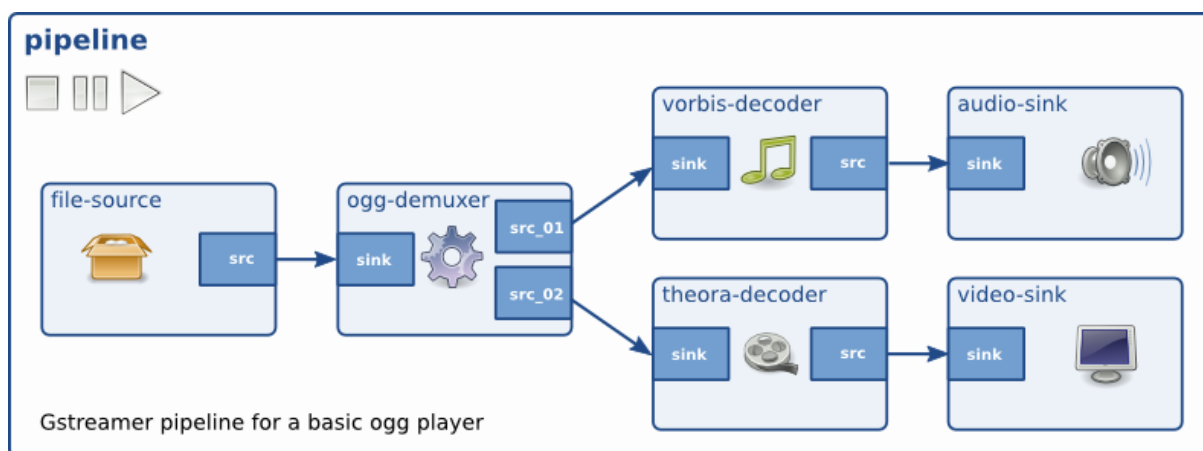 pipeline
file-source
src
ogg-demuxer
sink
src_01
src_02
vorbis-decoder
sink
src
audio-sink
sink
theora-decoder
sink
src
video-sink
sink
Gstreamer pipeline for a basic ogg player